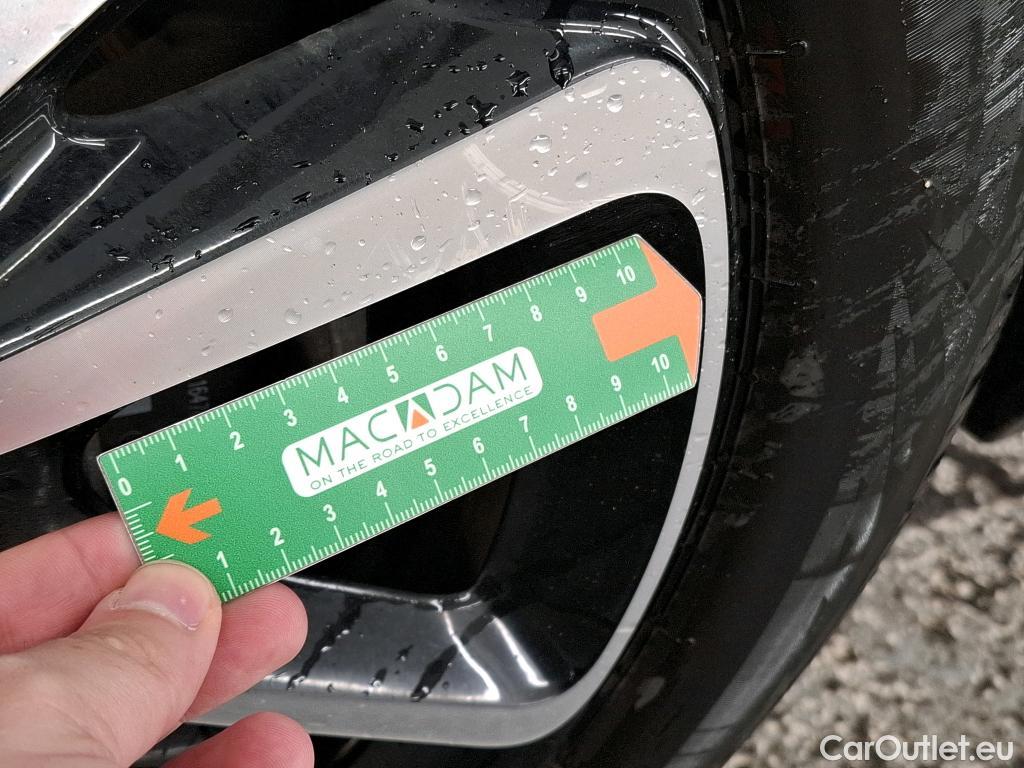 0 1 2 3 4 5 6 7 8 9 10
MACADAM
ON THE ROAD TO EXCELLENCE
1 2 3 4 5 6 7 8 9 10
CarOutlet.eu